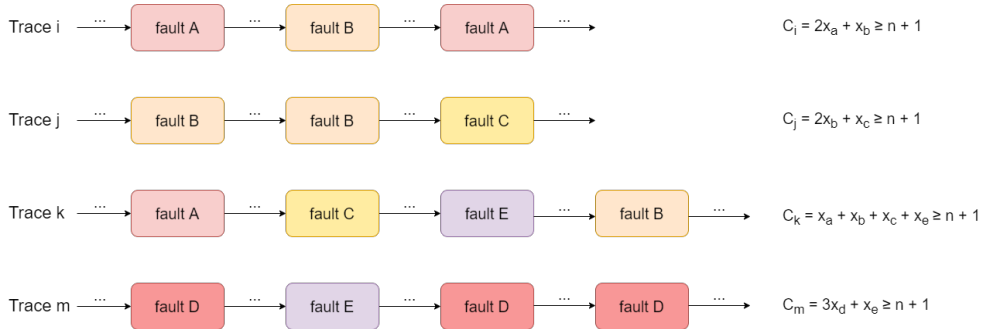 Trace i ... fault A ... fault B ... fault A ... Cᵢ = 2xₐ + x_b ≥ n + 1
Trace j ... fault B ... fault B ... fault C ... Cⱼ = 2x_b + x_c ≥ n + 1
Trace k ... fault A ... fault C ... fault E ... fault B ... Cₖ = xₐ + x_b + x_c + xₑ ≥ n + 1
Trace m ... fault D ... fault E ... fault D ... fault D ... Cₘ = 3x_d + xₑ ≥ n + 1